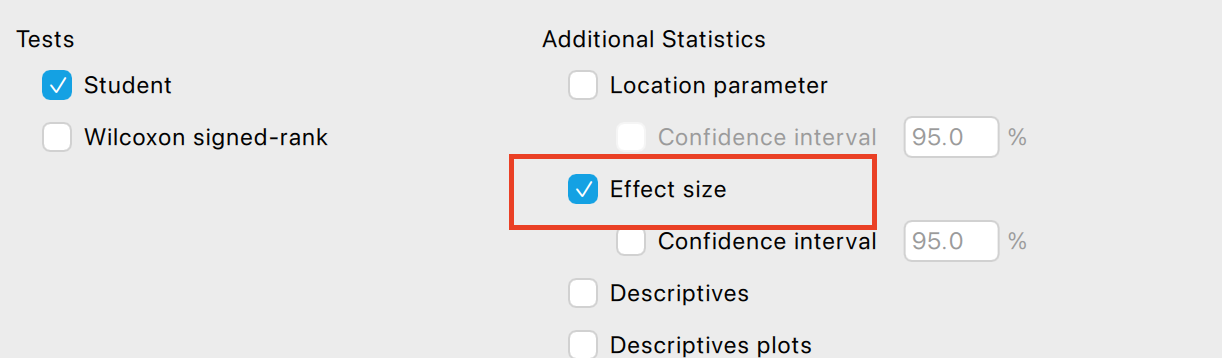 Tests
Student
Wilcoxon signed-rank
Additional Statistics
Location parameter
Confidence interval 95.0 %
Effect size
Confidence interval 95.0 %
Descriptives
Descriptives plots